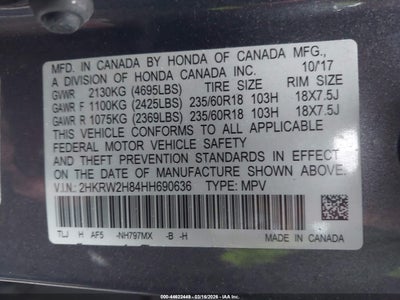 MFD. IN CANADA BY HONDA OF CANADA MFG.,
A DIVISION OF HONDA CANADA INC. 10/17
GVWR 2130KG (4695LBS) TIRE SIZE RIM SIZE
GAWR F 1100KG (2425LBS) 235/60R18 103H 18X7.5J
GAWR R 1075KG (2369LBS) 235/60R18 103H 18X7.5J
THIS VEHICLE CONFORMS TO ALL APPLICABLE
FEDERAL MOTOR VEHICLE SAFETY
AND THEFT PREVENTION STANDARDS IN EFFECT
ON THE DATE OF MANUFACTURE SHOWN ABOVE.
V.I.N.: 2HKRW2H84HH690636 TYPE: MPV
TLJ H AF5 -NH797MX -B -H MADE IN CANADA
000-44622449 - 03/16/2026 - IAA Inc.